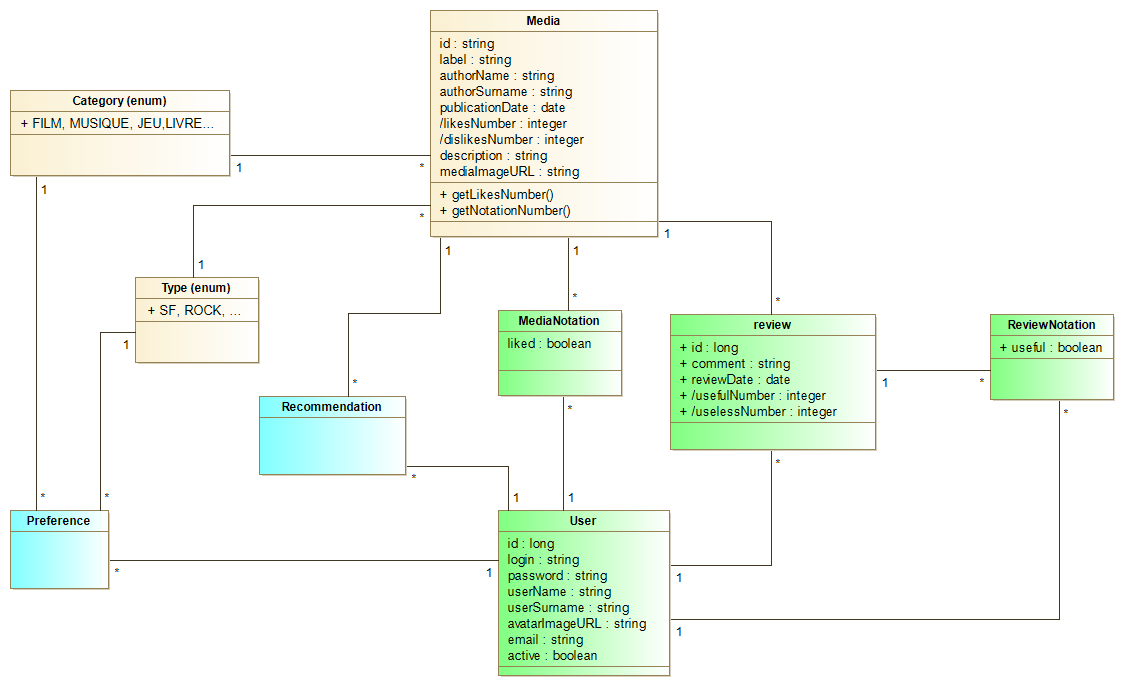 Media
id : string
label : string
authorName : string
authorSurname : string
publicationDate : date
/likesNumber : integer
/dislikesNumber : integer
description : string
mediaImageURL : string
+ getLikesNumber()
+ getNotationNumber()
Category (enum)
+ FILM, MUSIQUE, JEU,LIVRE...
1
*
1
*
1
1
1
1
Type (enum)
+ SF, ROCK, ...
1
*
*
MediaNotation
liked : boolean
review
+ id : long
+ comment : string
+ reviewDate : date
+ /usefulNumber : integer
+ /uselessNumber : integer
ReviewNotation
+ useful : boolean
1
*
*
Recommendation
*
*
*
*
*
*
1
1
Preference
*
1
User
id : long
login : string
password : string
userName : string
userSurname : string
avatarImageURL : string
email : string
active : boolean
1
1